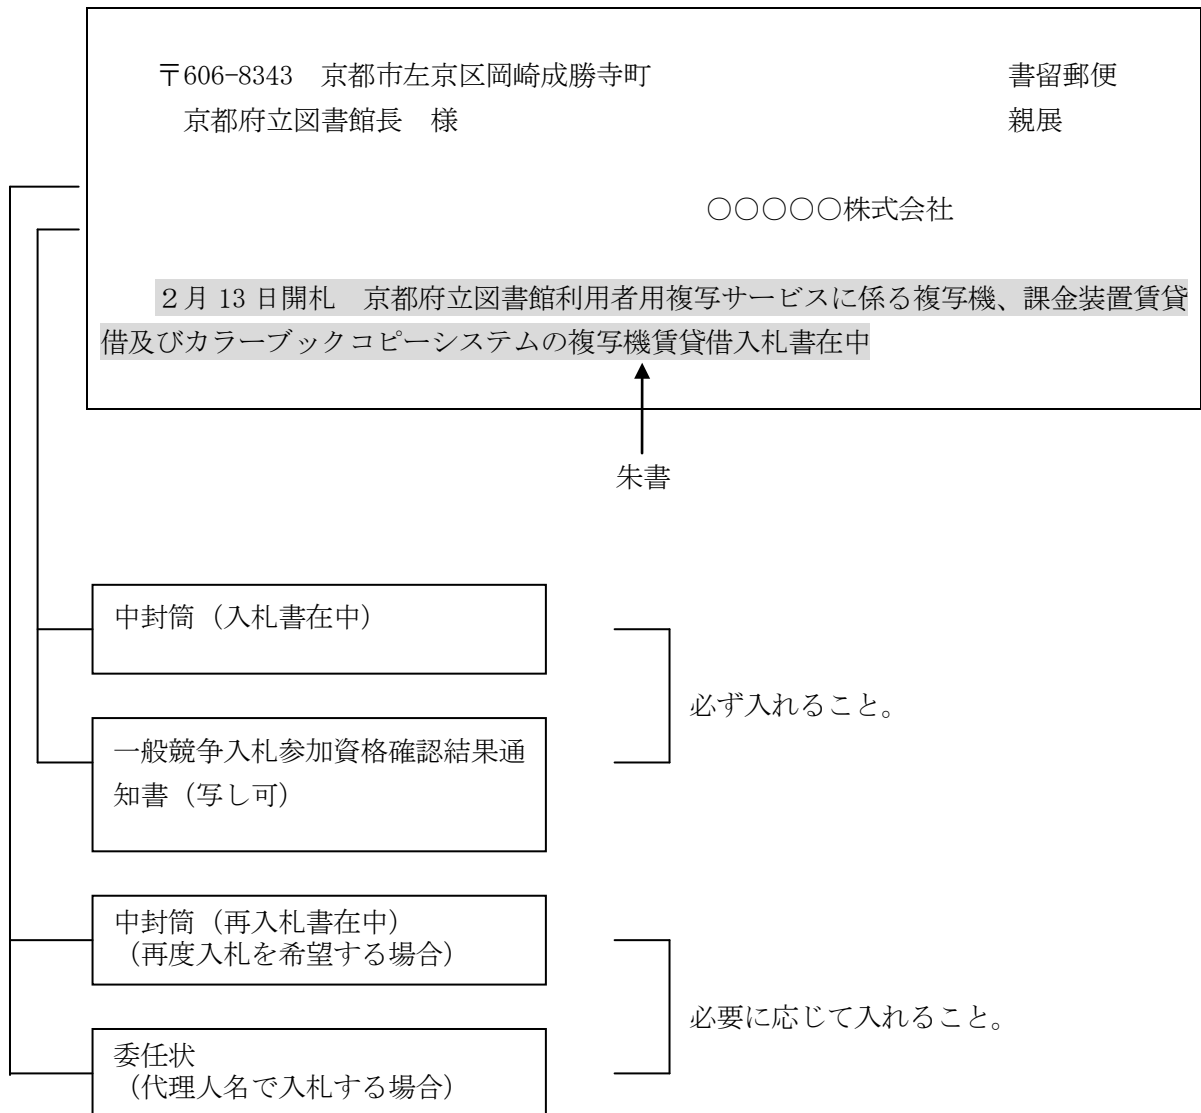 〒606-8343　京都市左京区岡崎成勝寺町
書留郵便
京都府立図書館長　様
親展
○○○○○株式会社
２月 13 日開札　京都府立図書館利用者用複写サービスに係る複写機、課金装置賃貸
借及びカラーブックコピーシステムの複写機賃貸借入札書在中
朱書
中封筒（入札書在中）
必ず入れること。
一般競争入札参加資格確認結果通
知書（写し可）
中封筒（再入札書在中）
（再度入札を希望する場合）
必要に応じて入れること。
委任状
（代理人名で入札する場合）